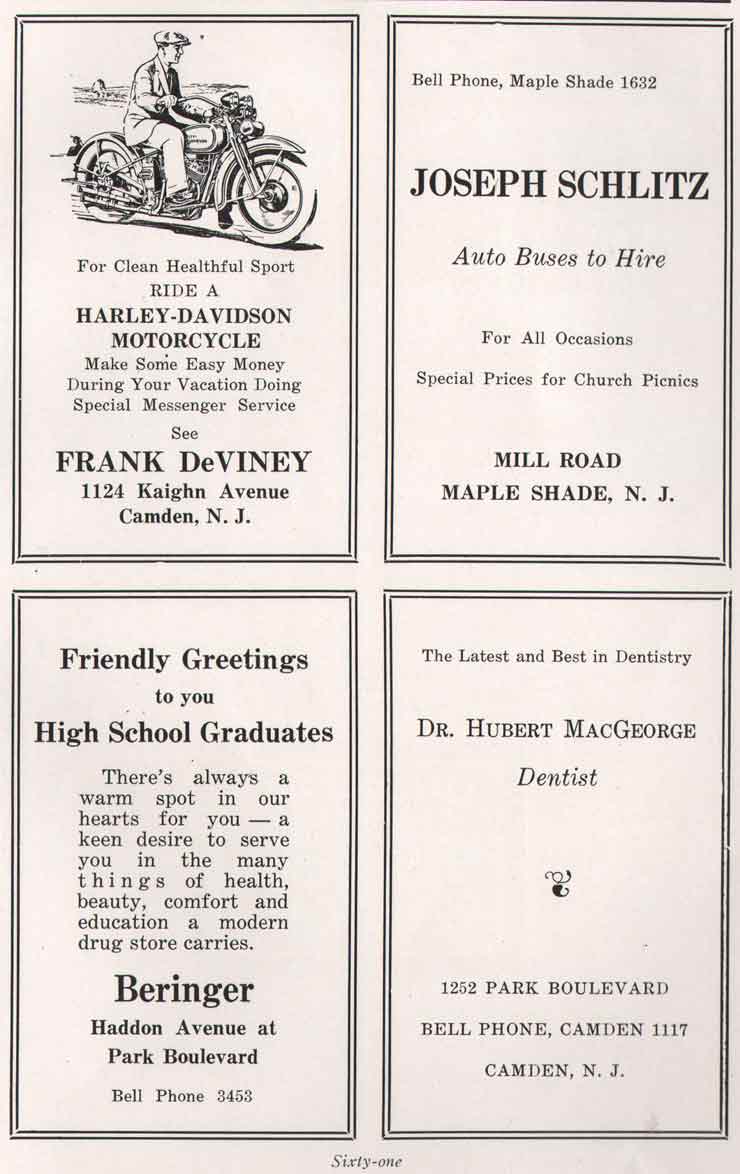 For Clean Healthful Sport
RIDE A
HARLEY-DAVIDSON
MOTORCYCLE
Make Some Easy Money
During Your Vacation Doing
Special Messenger Service
See
FRANK DeVINEY
1124 Kaighn Avenue
Camden, N. J.
Bell Phone, Maple Shade 1632
JOSEPH SCHLITZ
Auto Buses to Hire
For All Occasions
Special Prices for Church Picnics
MILL ROAD
MAPLE SHADE, N. J.
Friendly Greetings
to you
High School Graduates
There's always a
warm spot in our
hearts for you — a
keen desire to serve
you in the many
things of health,
beauty, comfort and
education a modern
drug store carries.
Beringer
Haddon Avenue at
Park Boulevard
Bell Phone 3453
The Latest and Best in Dentistry
DR. HUBERT MACGEORGE
Dentist
1252 PARK BOULEVARD
BELL PHONE, CAMDEN 1117
CAMDEN, N. J.
Sixty-one